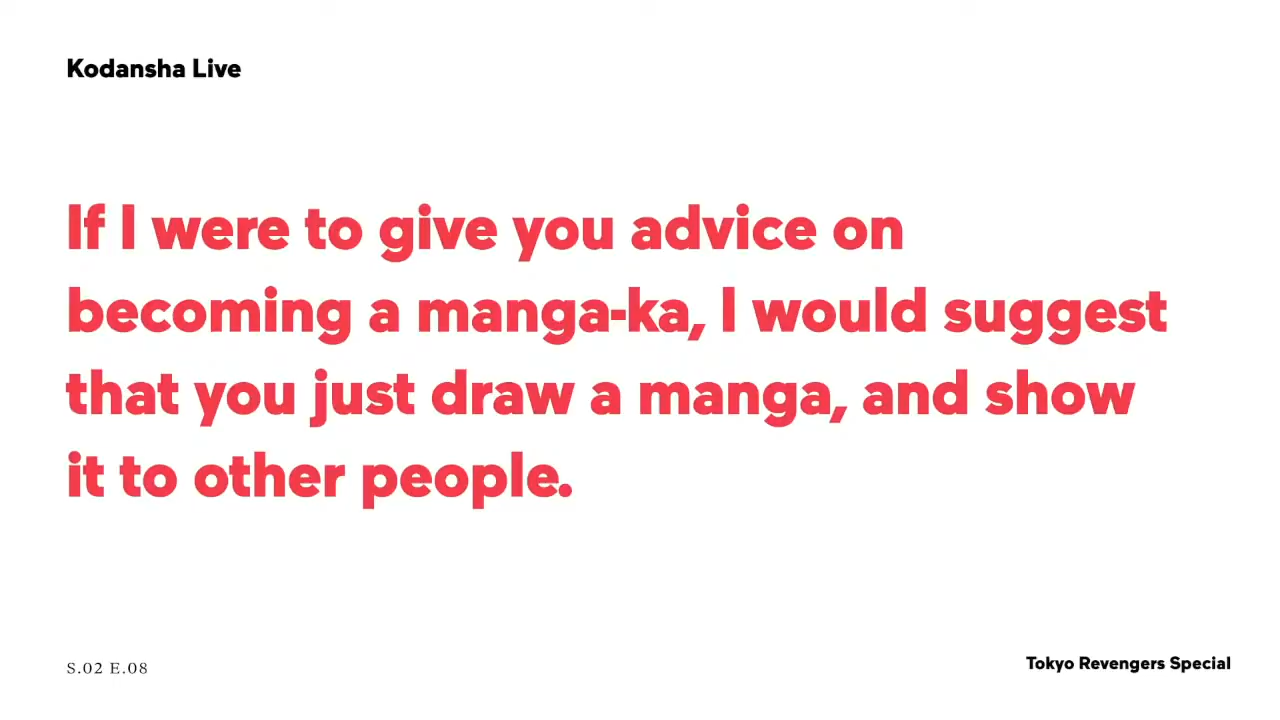 Kodansha Live
If I were to give you advice on
becoming a manga-ka, I would suggest
that you just draw a manga, and show
it to other people.
S.02 E.08
Tokyo Revengers Special